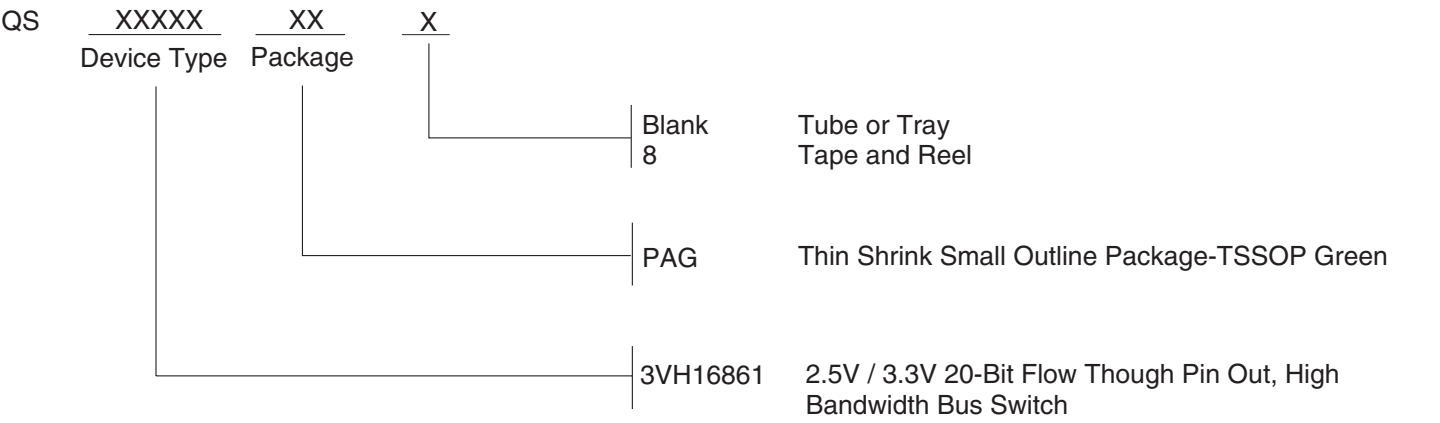 QS XXXXX XX X
Device Type Package
Blank Tube or Tray
8 Tape and Reel
PAG Thin Shrink Small Outline Package-TSSOP Green
3VH16861 2.5V / 3.3V 20-Bit Flow Though Pin Out, High
Bandwidth Bus Switch